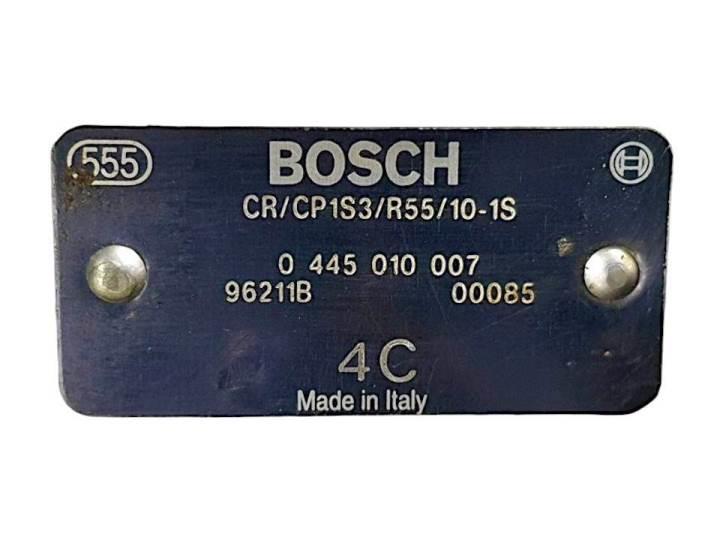 555 BOSCH
CR/CP1S3/R55/10-1S
0 445 010 007
96211B 00085
4C
Made in Italy